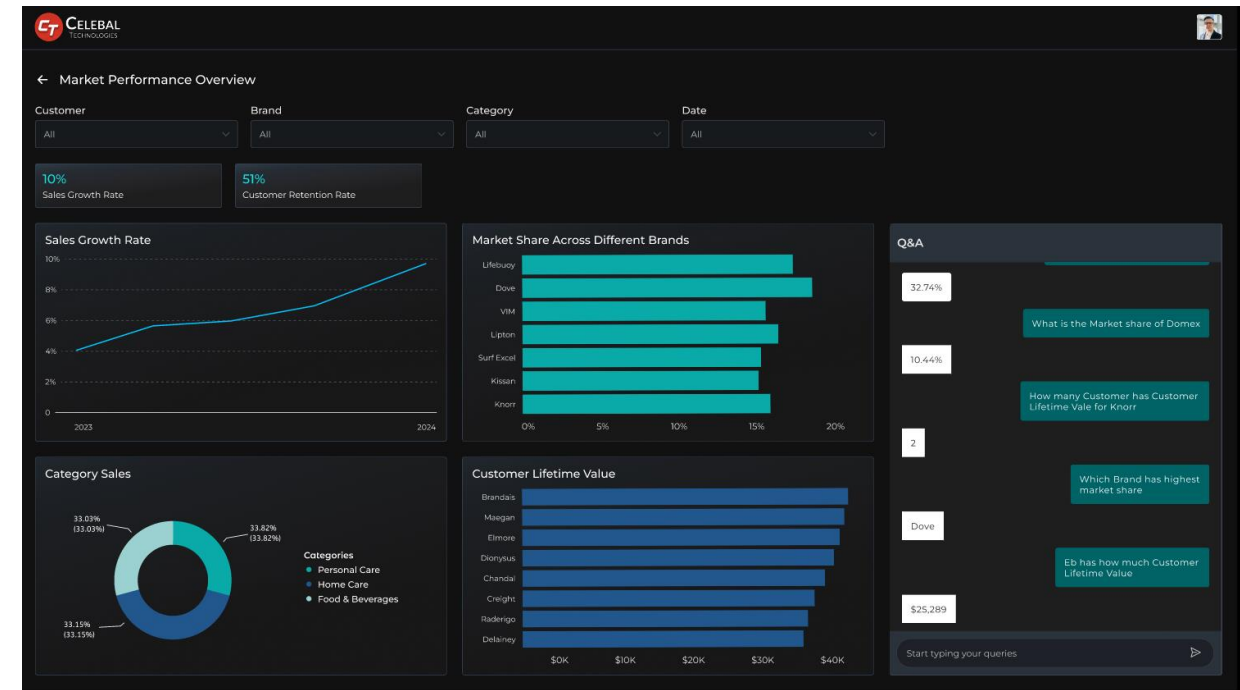 CT CELEBAL
TECHNOLOGIES
← Market Performance Overview
Customer
Brand
Category
Date
All
All
All
All
10%
Sales Growth Rate
51%
Customer Retention Rate
Sales Growth Rate
10%
8%
6%
4%
2%
0
2023
2024
Market Share Across Different Brands
Lifebuoy
Dove
VIM
Lipton
Surf Excel
Kissan
Knorr
0%
5%
10%
15%
20%
Category Sales
33.03%
(33.03%)
33.82%
(33.82%)
33.15%
(33.15%)
Categories
Personal Care
Home Care
Food & Beverages
Customer Lifetime Value
Brandais
Maegan
Elmore
Dionysus
Chandal
Creight
Raderigo
Delainey
$0K
$10K
$20K
$30K
$40K
Q&A
32.74%
What is the Market share of Domex
10.44%
How many Customer has Customer
Lifetime Vale for Knorr
2
Which Brand has highest
market share
Dove
Eb has how much Customer
Lifetime Value
$25,289
Start typing your queries